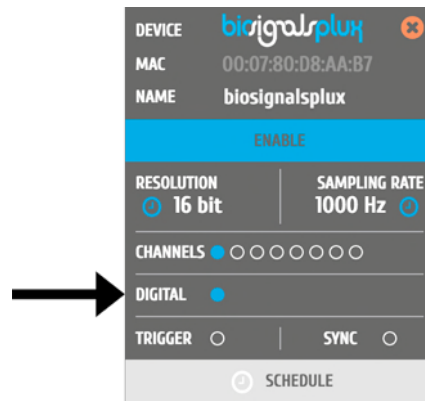 DEVICE biosignalsplux
MAC 00:07:80:D8:AA:B7
NAME biosignalsplux
ENABLE
RESOLUTION SAMPLING RATE
16 bit 1000 Hz
CHANNELS
DIGITAL
TRIGGER SYNC
SCHEDULE